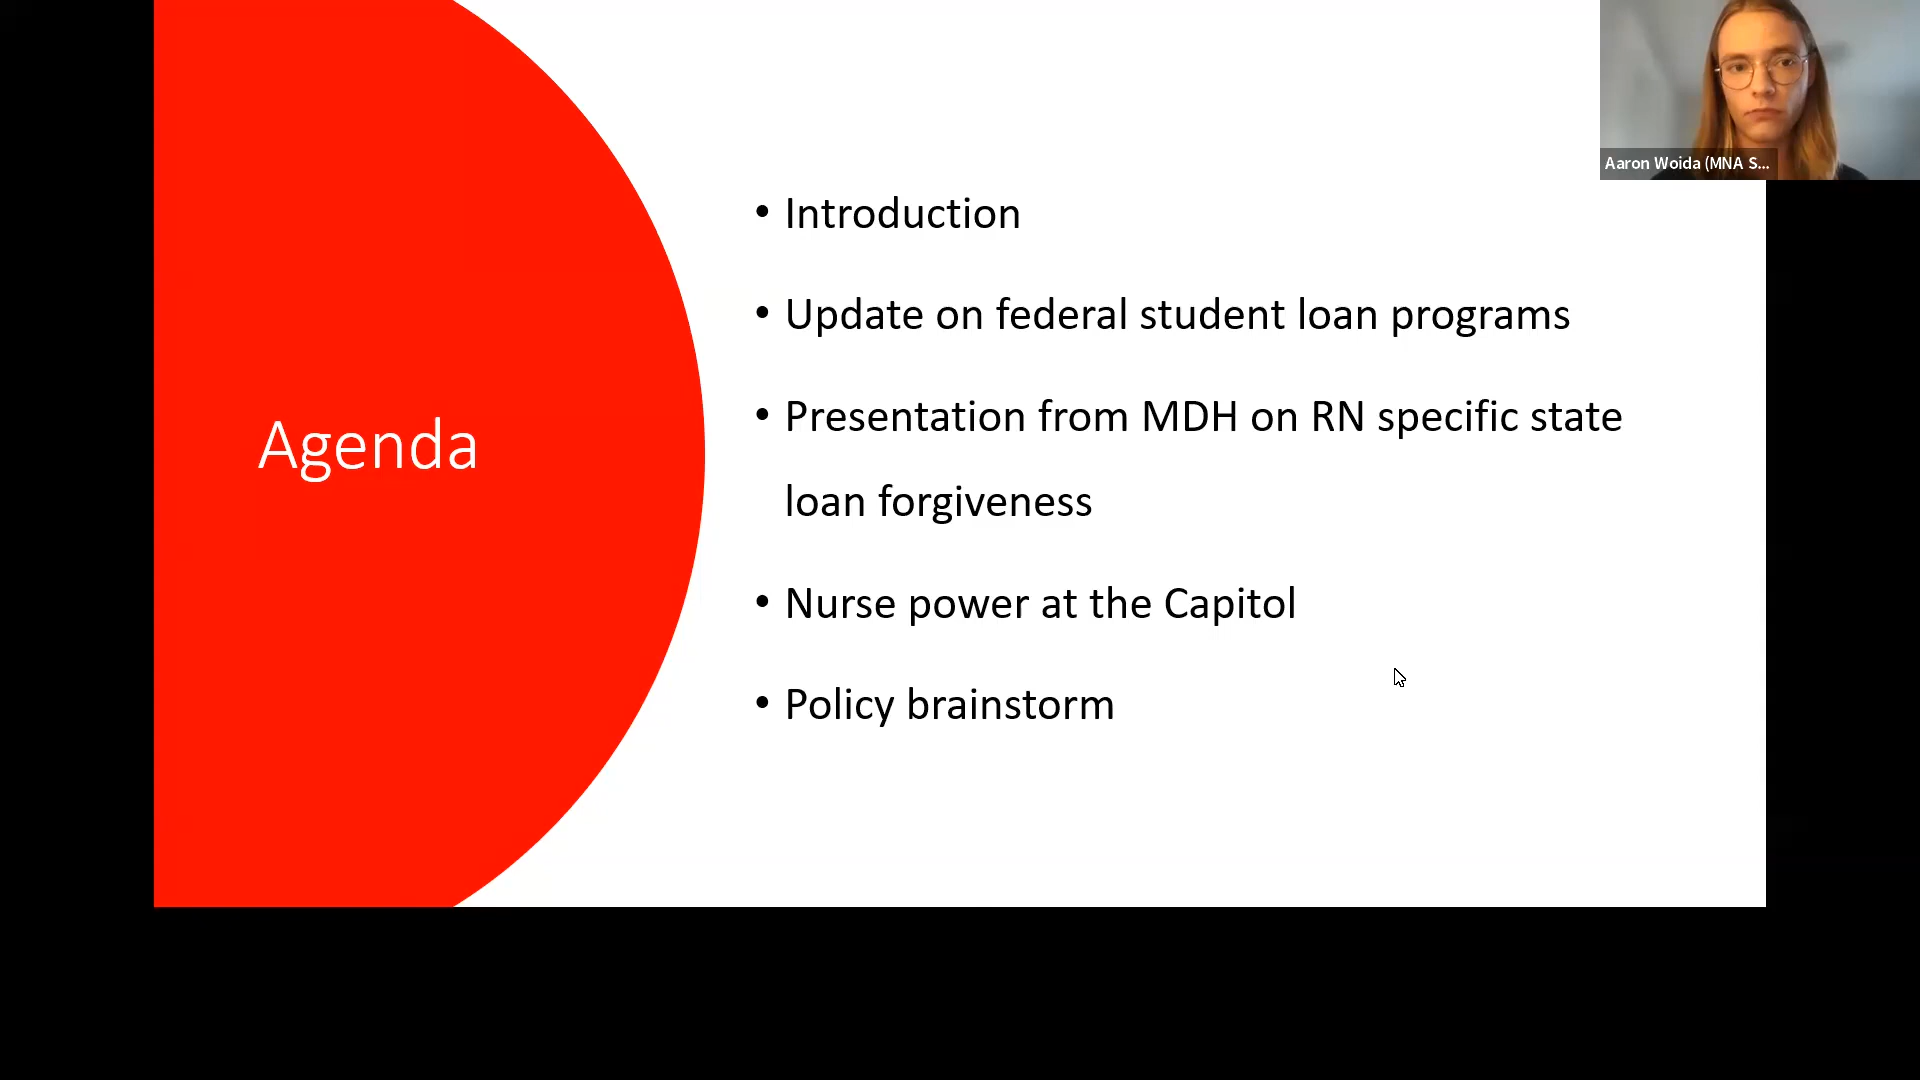 Aaron Woida (MNA S...
Agenda
• Introduction
• Update on federal student loan programs
• Presentation from MDH on RN specific state
loan forgiveness
• Nurse power at the Capitol
• Policy brainstorm